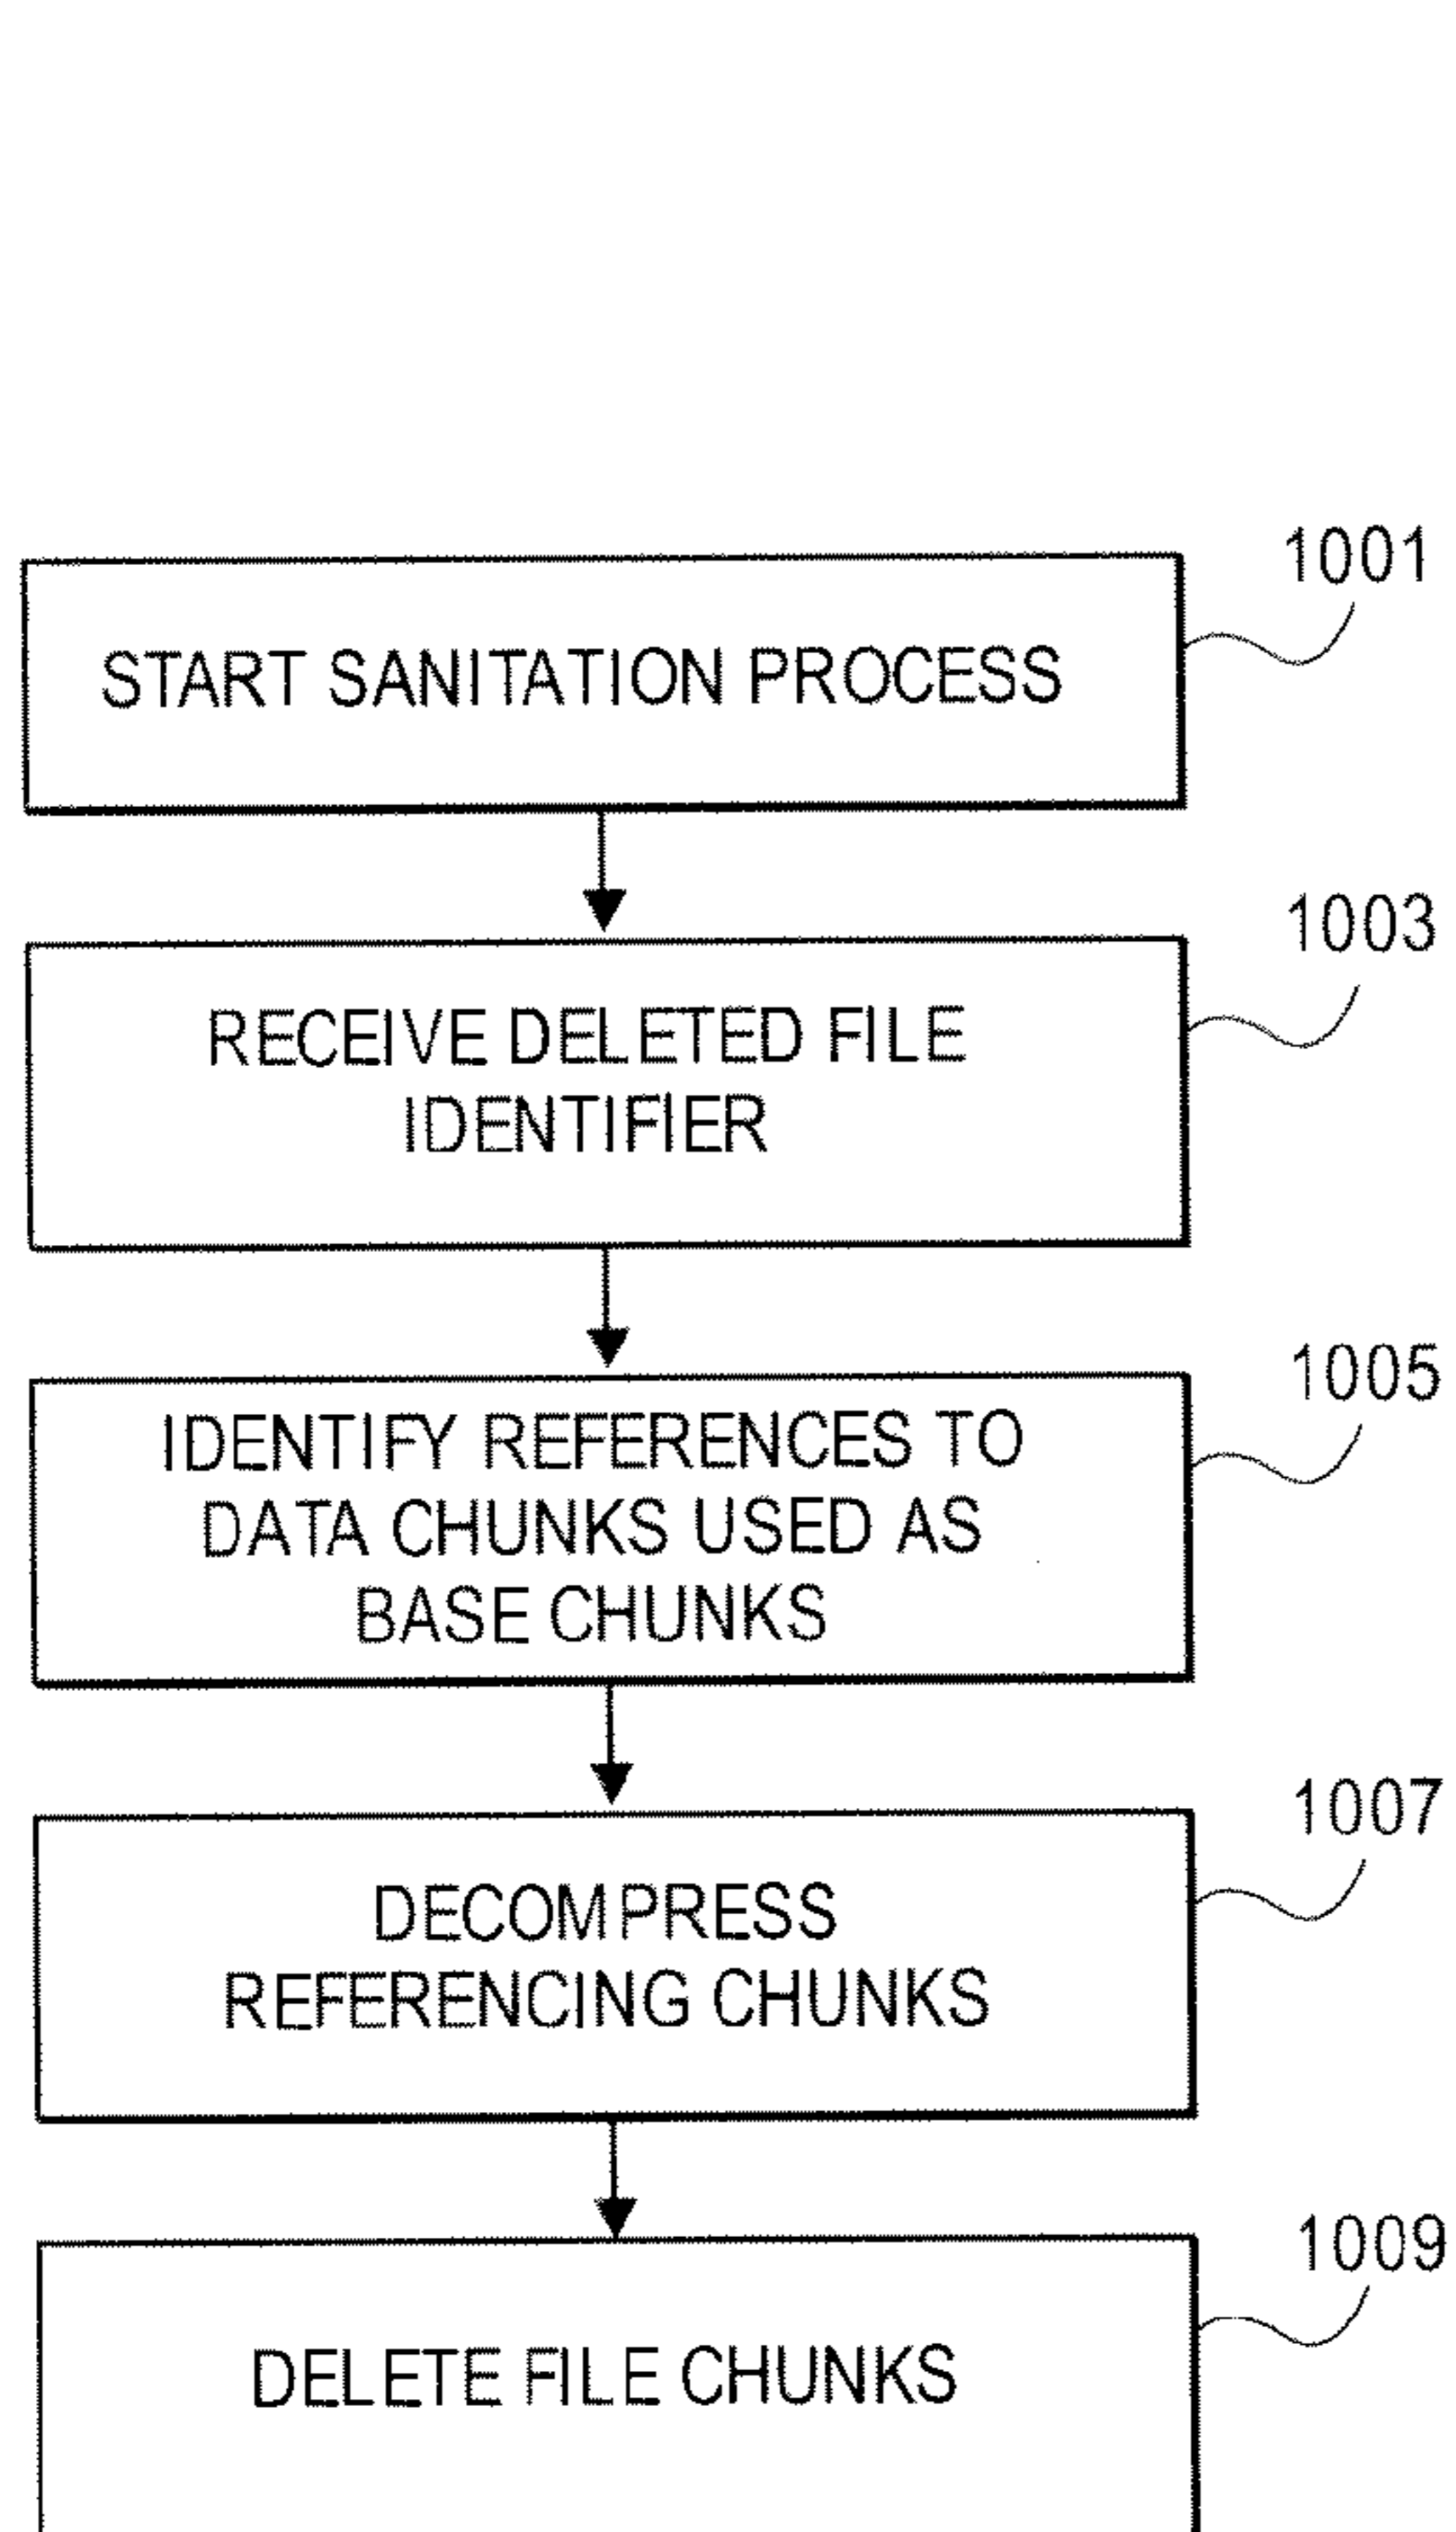 1001
START SANITATION PROCESS
1003
RECEIVE DELETED FILE
IDENTIFIER
1005
IDENTIFY REFERENCES TO
DATA CHUNKS USED AS
BASE CHUNKS
1007
DECOMPRESS
REFERENCING CHUNKS
1009
DELETE FILE CHUNKS